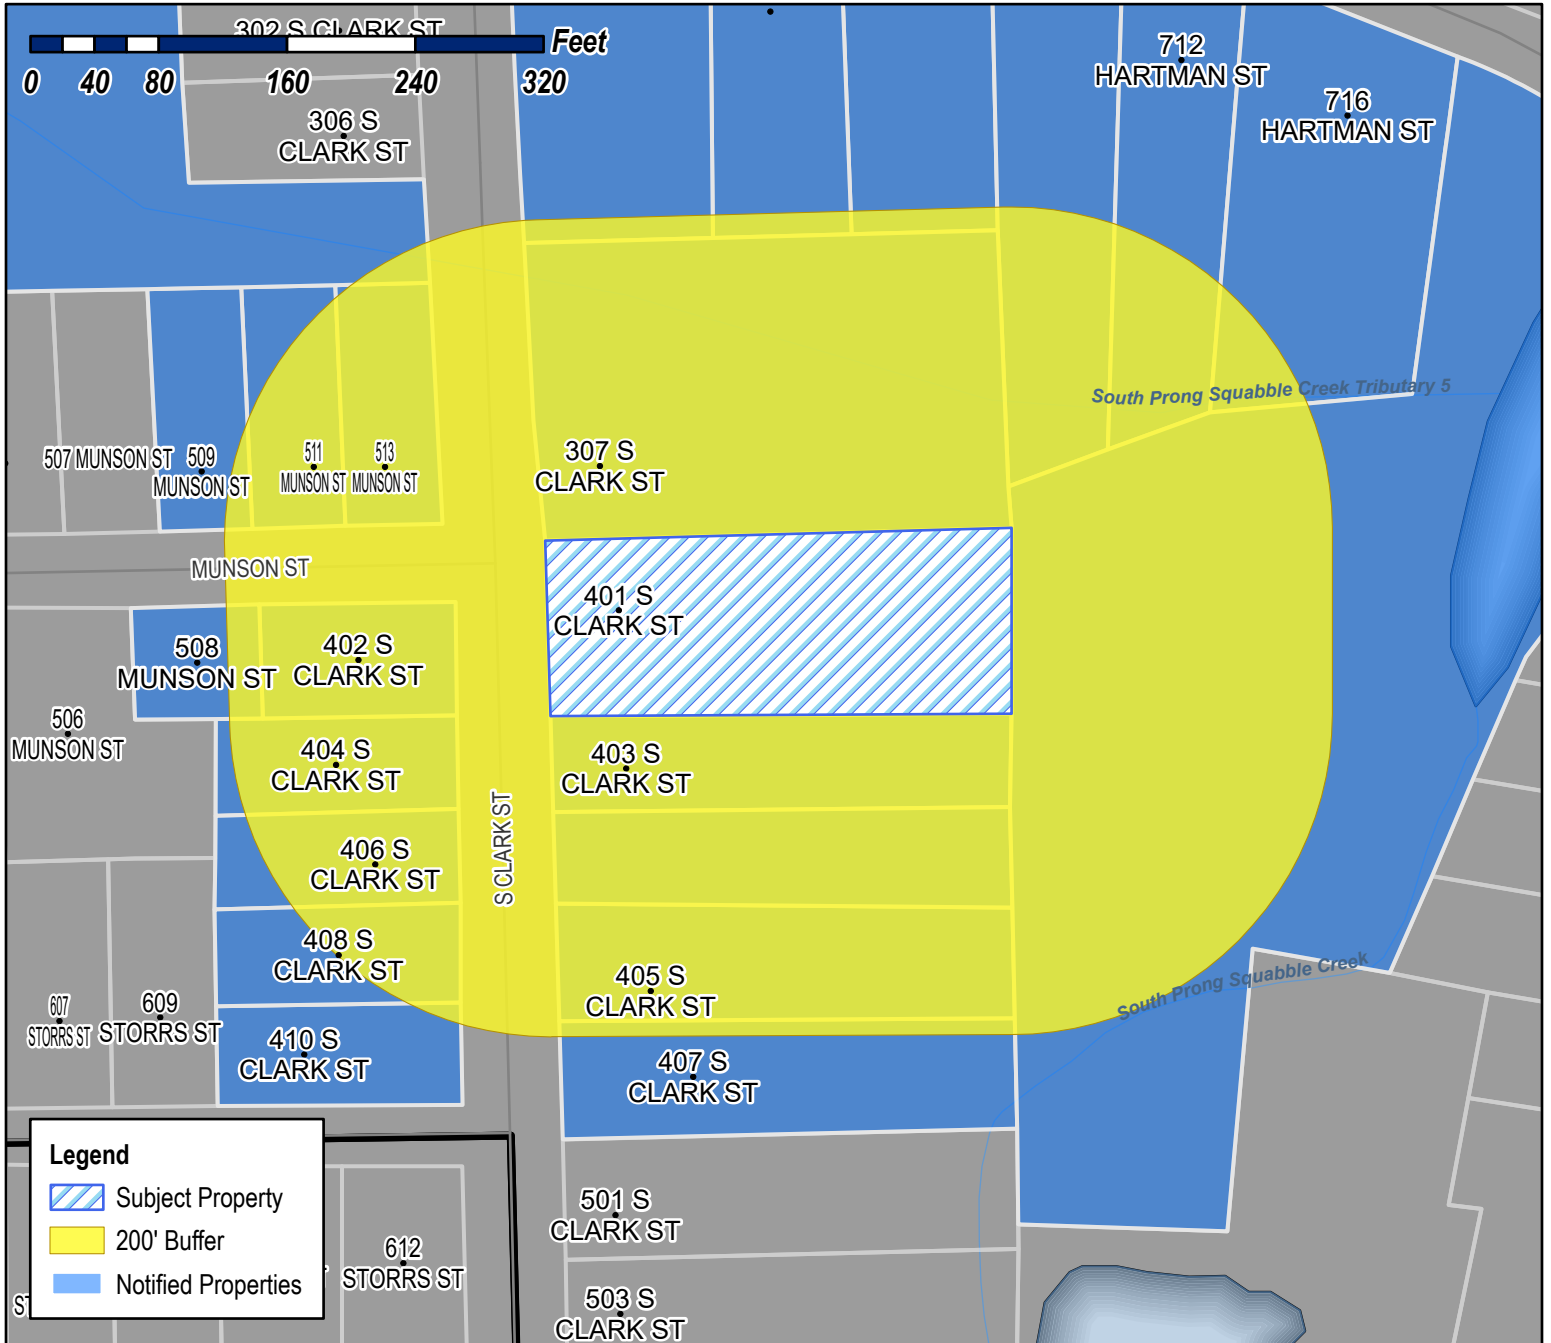 302 S CLARK ST
Feet
0 40 80 160 240 320
306 S
CLARK ST
712
HARTMAN ST
716
HARTMAN ST
South Prong Squabble Creek Tributary 5
507 MUNSON ST
509
MUNSON ST
511
MUNSON ST
513
MUNSON ST
307 S
CLARK ST
MUNSON ST
401 S
CLARK ST
508
MUNSON ST
402 S
CLARK ST
506
MUNSON ST
404 S
CLARK ST
403 S
CLARK ST
S CLARK ST
406 S
CLARK ST
408 S
CLARK ST
405 S
CLARK ST
South Prong Squabble Creek
607
STORRS ST
609
STORRS ST
410 S
CLARK ST
407 S
CLARK ST
Legend
Subject Property
200' Buffer
Notified Properties
612
STORRS ST
501 S
CLARK ST
503 S
CLARK ST